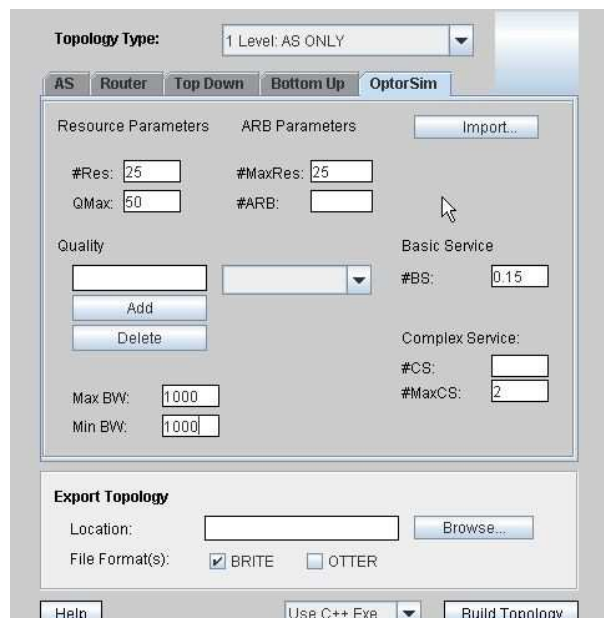 Topology Type: 1 Level: AS ONLY
AS Router Top Down Bottom Up OptorSim
Resource Parameters ARB Parameters Import...
#Res: 25 #MaxRes: 25
QMax: 50 #ARB:
Quality Basic Service
#BS: 0.15
Add
Delete Complex Service:
#CS:
Max BW: 1000 #MaxCS: 2
Min BW: 1000
Export Topology
Location: Browse...
File Format(s): BRITE OTTER
Help Use C++ Exe Build Topology